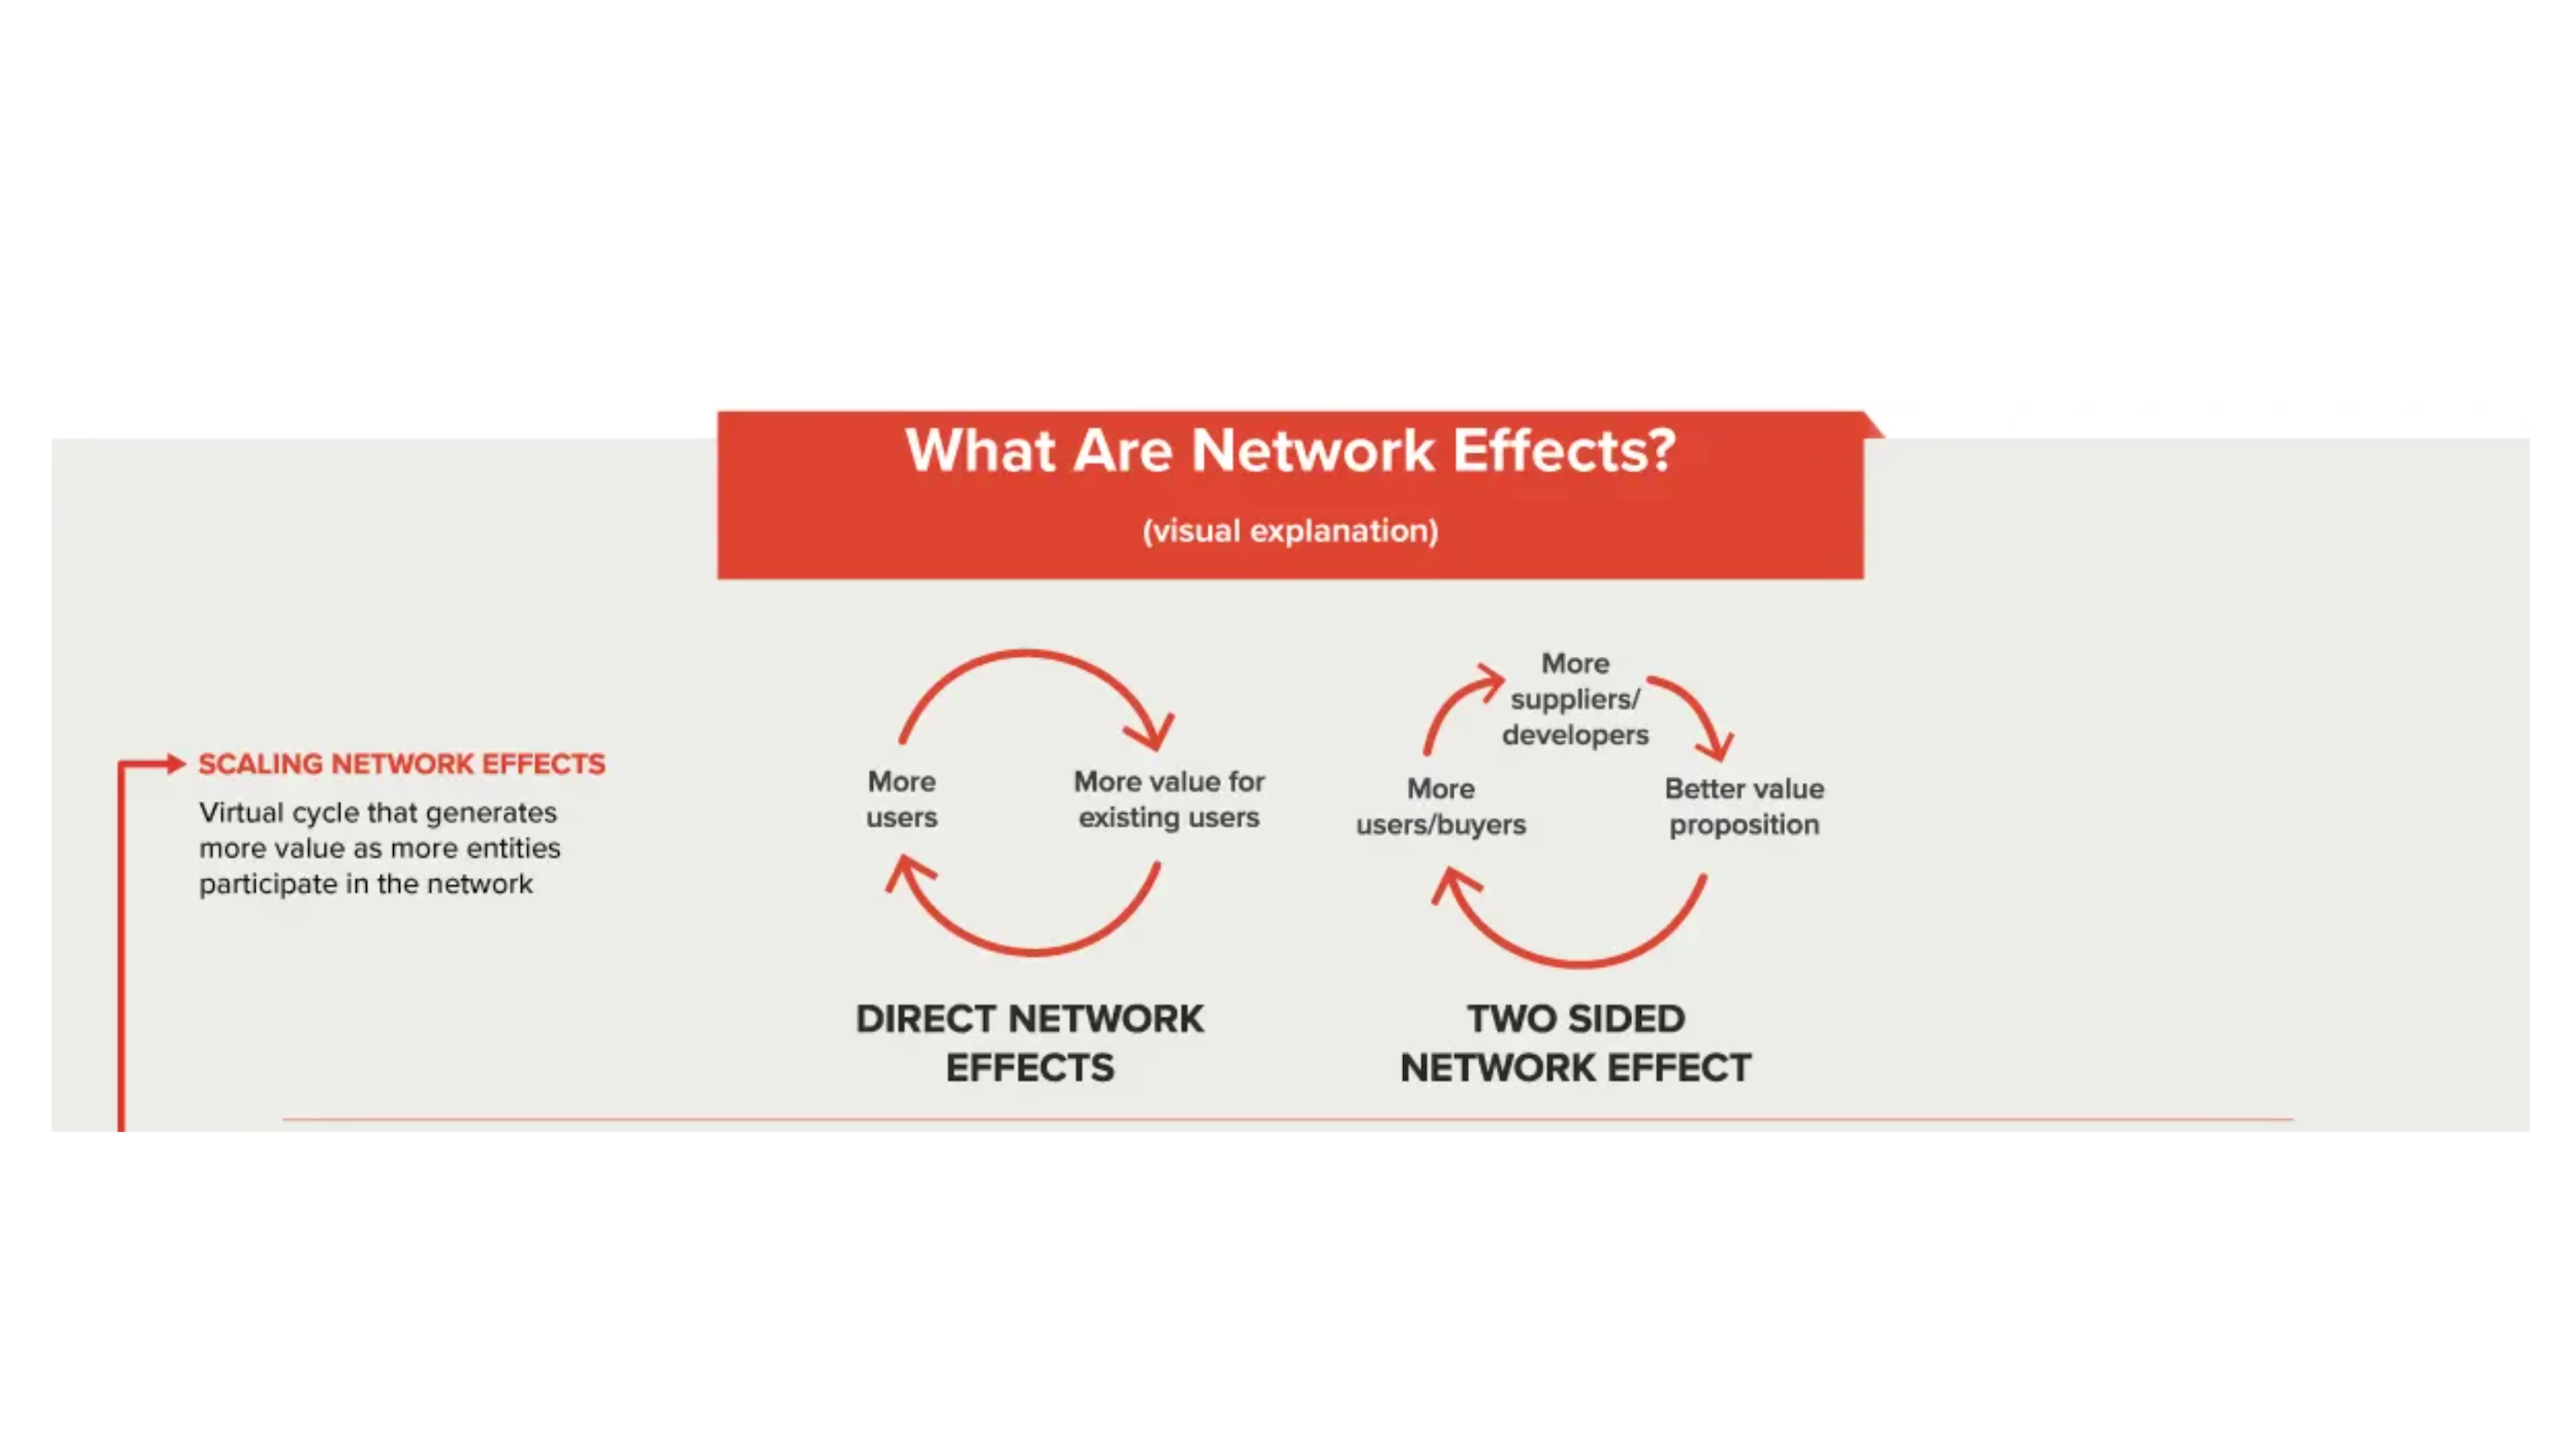 What Are Network Effects?
(visual explanation)
SCALING NETWORK EFFECTS
Virtual cycle that generates
more value as more entities
participate in the network
More
users
More value for
existing users
DIRECT NETWORK
EFFECTS
More
suppliers/
developers
More
users/buyers
Better value
proposition
TWO SIDED
NETWORK EFFECT